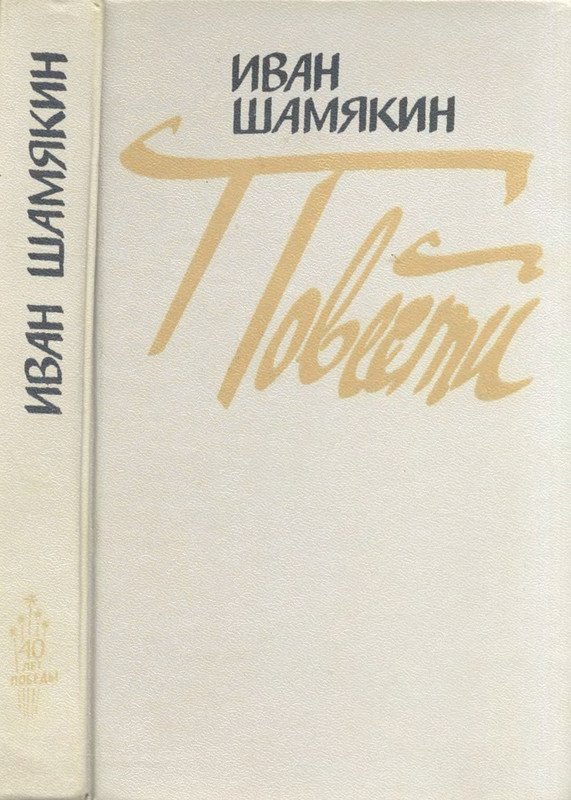 ИВАН
ШАМЯКИН
Повести
ИВАН ШАМЯКИН
40
ЛЕТ
ПОБЕДЫ